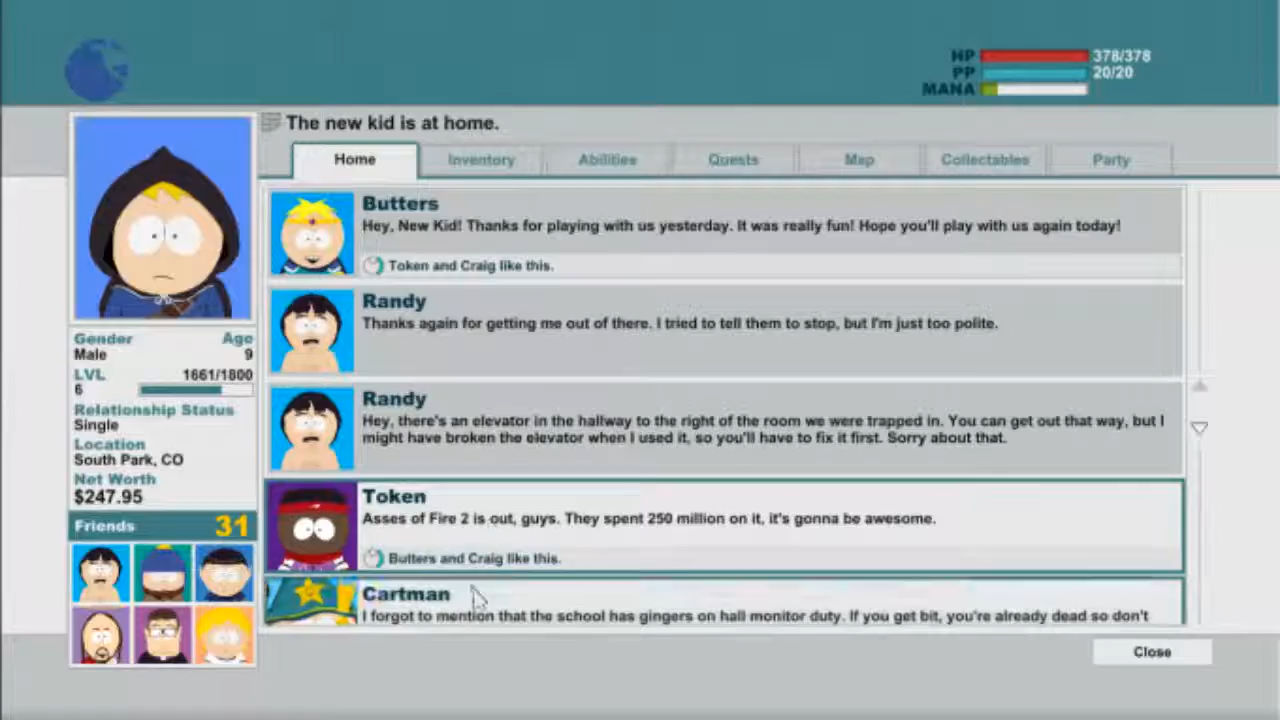 HP 378/378
PP 20/20
MANA
The new kid is at home.
Home Inventory Abilities Quests Map Collectables Party
Gender Age
Male 9
LVL 1661/1800
6
Relationship Status
Single
Location
South Park, CO
Net Worth
$247.95
Friends 31
Butters
Hey, New Kid! Thanks for playing with us yesterday. It was really fun! Hope you'll play with us again today!
Token and Craig like this.
Randy
Thanks again for getting me out of there. I tried to tell them to stop, but I'm just too polite.
Randy
Hey, there's an elevator in the hallway to the right of the room we were trapped in. You can get out that way, but I
might have broken the elevator when I used it, so you'll have to fix it first. Sorry about that.
Token
Asses of Fire 2 is out, guys. They spent 250 million on it, it's gonna be awesome.
Butters and Craig like this.
Cartman
I forgot to mention that the school has gingers on hall monitor duty. If you get bit, you're already dead so don't
Close